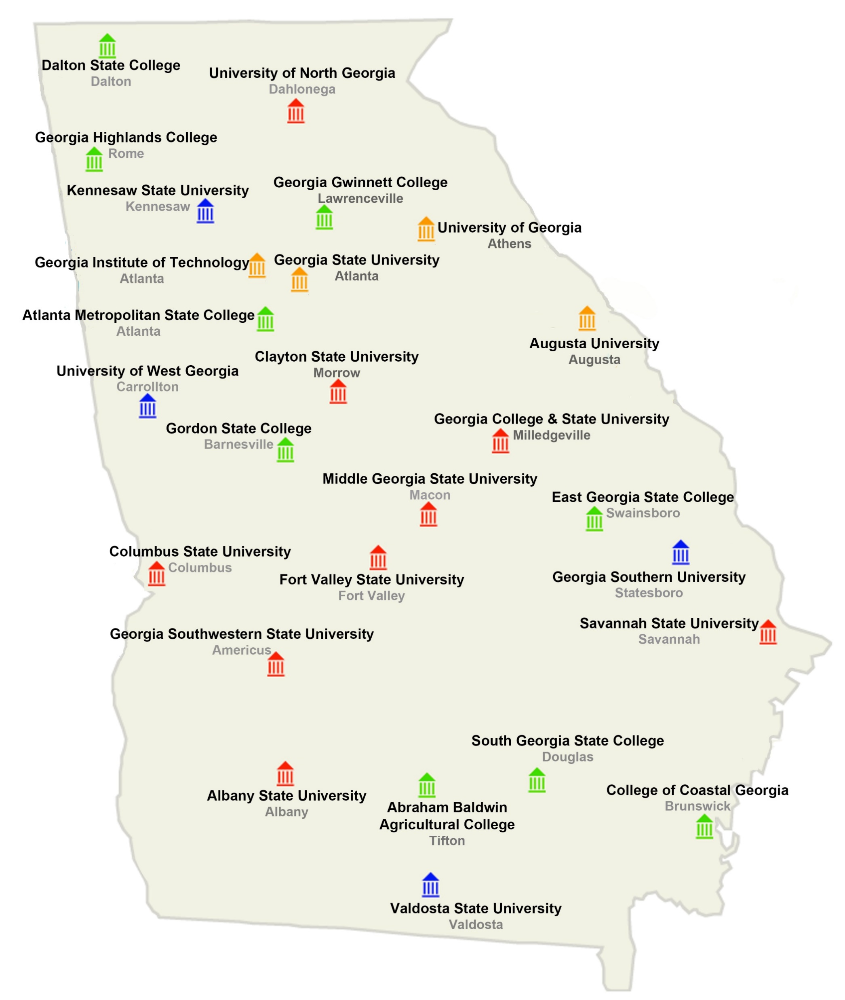 Dalton State College
Dalton
University of North Georgia
Dahlonega
Georgia Highlands College
Rome
Kennesaw State University
Kennesaw
Georgia Gwinnett College
Lawrenceville
University of Georgia
Athens
Georgia Institute of Technology
Atlanta
Georgia State University
Atlanta
Atlanta Metropolitan State College
Atlanta
Augusta University
Augusta
Clayton State University
Morrow
University of West Georgia
Carrollton
Gordon State College
Barnesville
Georgia College & State University
Milledgeville
Middle Georgia State University
Macon
East Georgia State College
Swainsboro
Columbus State University
Columbus
Fort Valley State University
Fort Valley
Georgia Southern University
Statesboro
Savannah State University
Savannah
Georgia Southwestern State University
Americus
South Georgia State College
Douglas
Albany State University
Albany
Abraham Baldwin
Agricultural College
Tifton
College of Coastal Georgia
Brunswick
Valdosta State University
Valdosta